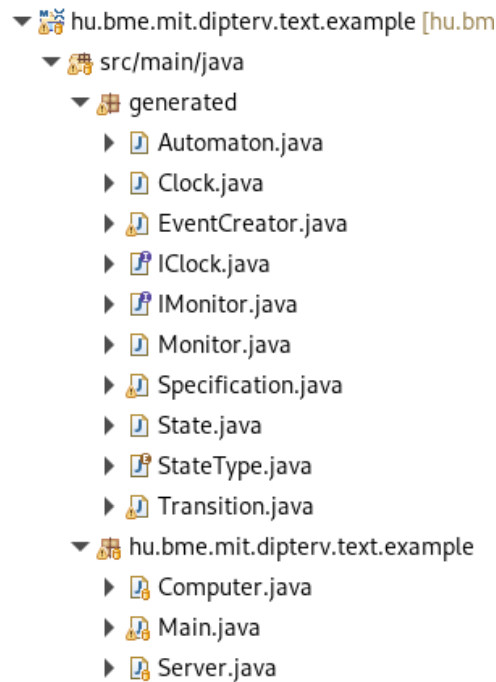 hu.bme.mit.dipterv.text.example [hu.bm
src/main/java
generated
Automaton.java
Clock.java
EventCreator.java
IClock.java
IMonitor.java
Monitor.java
Specification.java
State.java
StateType.java
Transition.java
hu.bme.mit.dipterv.text.example
Computer.java
Main.java
Server.java